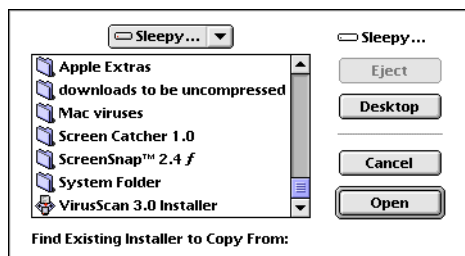 Sleepy...
Sleepy...
Apple Extras
Eject
downloads to be uncompressed
Desktop
Mac viruses
Screen Catcher 1.0
ScreenSnap™ 2.4 ƒ
Cancel
System Folder
VirusScan 3.0 Installer
Open
Find Existing Installer to Copy From: